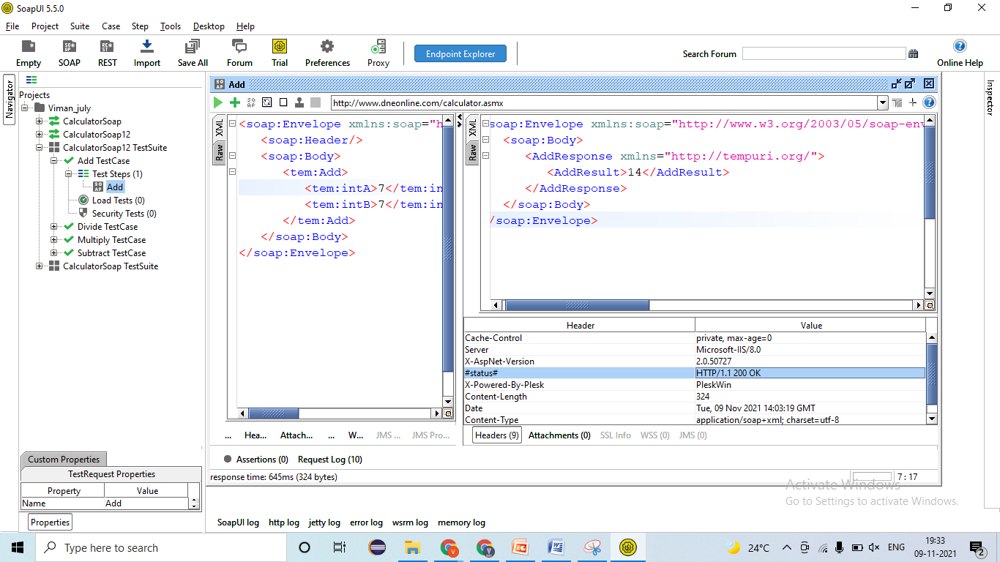 SoapUI 5.5.0
File Project Suite Case Step Tools Desktop Help
Empty SOAP REST Import Save All Forum Trial Preferences Proxy Endpoint Explorer Search Forum Online Help
Navigator
Projects
Viman_july
CalculatorSoap
CalculatorSoap12
CalculatorSoap12 TestSuite
Add TestCase
Test Steps (1)
Add
Load Tests (0)
Security Tests (0)
Divide TestCase
Multiply TestCase
Subtract TestCase
CalculatorSoap TestSuite
Custom Properties
TestRequest Properties
Property Value
Name Add
Properties
Add
http://www.dneonline.com/calculator.asmx
XML
Raw
<soap:Envelope xmlns:soap="h
<soap:Header/>
<soap:Body>
<tem:Add>
<tem:intA>7</tem:in
<tem:intB>7</tem:in
</tem:Add>
</soap:Body>
</soap:Envelope>
... Hea... Attach... ... W... JMS ... JMS Pro...
XML
Raw
soap:Envelope xmlns:soap="http://www.w3.org/2003/05/soap-env
<soap:Body>
<AddResponse xmlns="http://tempuri.org/">
<AddResult>14</AddResult>
</AddResponse>
</soap:Body>
/soap:Envelope>
Header Value
Cache-Control private, max-age=0
Server Microsoft-IIS/8.0
X-AspNet-Version 2.0.50727
#status# HTTP/1.1 200 OK
X-Powered-By-Plesk PleskWin
Content-Length 324
Date Tue, 09 Nov 2021 14:03:19 GMT
Content-Type application/soap+xml; charset=utf-8
Headers (9) Attachments (0) SSL Info WSS (0) JMS (0)
Assertions (0) Request Log (10)
response time: 645ms (324 bytes)
7 : 17
Inspector
Activate Windows
Go to Settings to activate Windows.
SoapUI log http log jetty log error log wsrm log memory log
Type here to search
24°C
ENG
19:33
09-11-2021
2